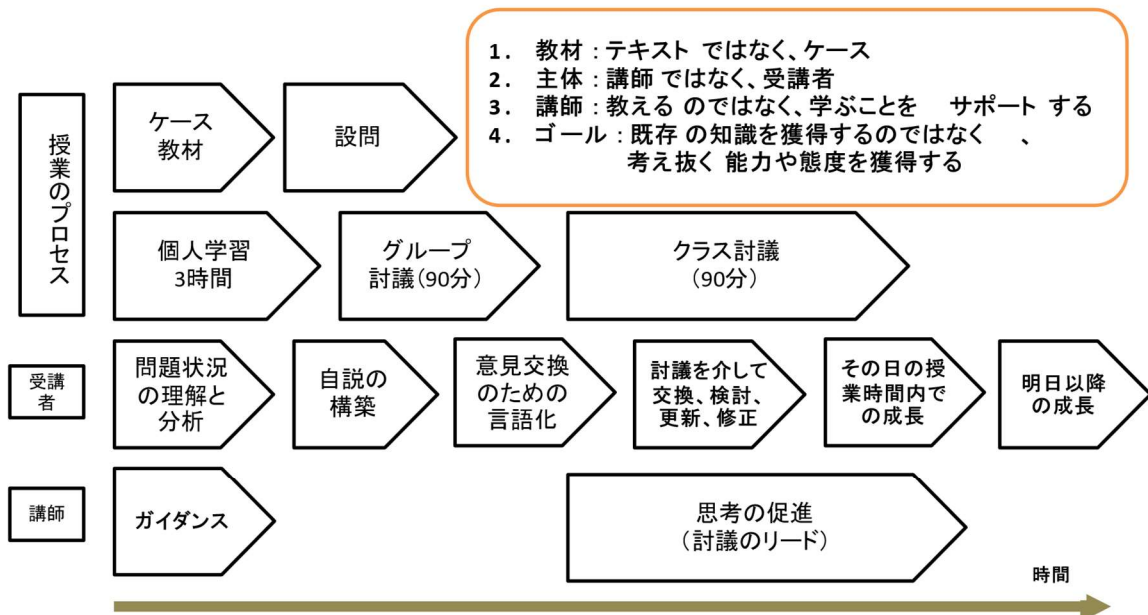 1. 教材：テキスト ではなく、ケース
2. 主体：講師 ではなく、受講者
3. 講師：教える のではなく、学ぶことを サポート する
4. ゴール：既存 の知識を獲得するのではなく 、
考え抜く 能力や態度を獲得する
授業のプロセス
ケース
教材
設問
個人学習
3時間
グループ
討議(90分)
クラス討議
(90分)
受講
者
問題状況
の理解と
分析
自説の
構築
意見交換
のための
言語化
討議を介して
交換、検討、
更新、修正
その日の授
業時間内で
の成長
明日以降
の成長
講師
ガイダンス
思考の促進
(討議のリード)
時間